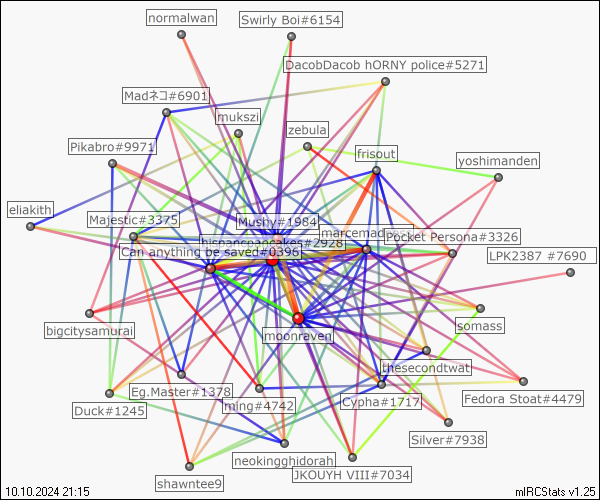 normalwan
Swirly Boi#6154
DacobDacob hORNY police#5271
Madネコ#6901
mukszi
zebula
Pikabro#9971
frisout
yoshimanden
eliakith
Majestic#3375
Mushy#1984
Pocket Persona#3326
hispanicpancakes#2928
Can anything be saved#0396
LPK2387 #7690
bigcitysamurai
moonraven
somass
thesecondtwat
Eg.Master#1378
Duck#1245
ming#4742
Cypha#1717
Fedora Stoat#4479
Silver#7938
neokingghidorah
JKOUYH VIII#7034
shawntee9
10.10.2024 21:15
mIRCStats v1.25